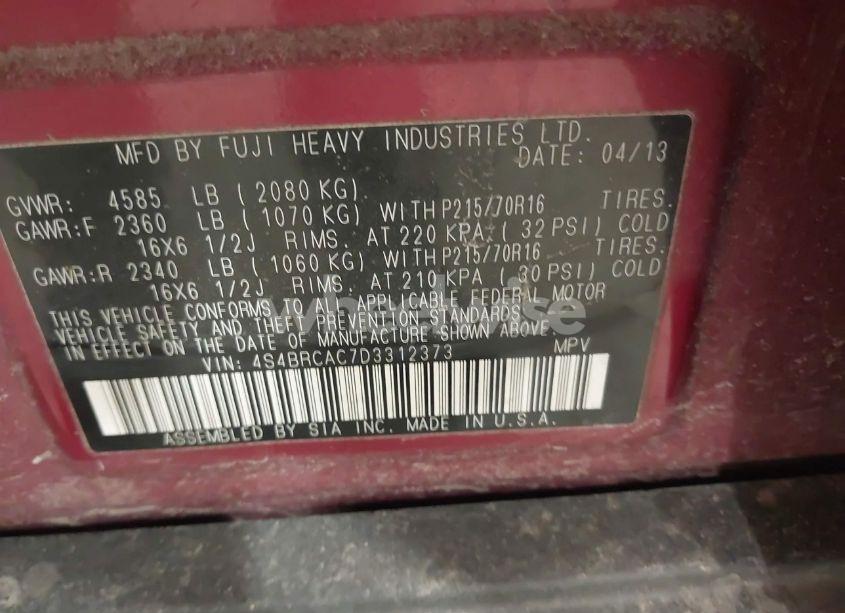 MFD BY FUJI HEAVY INDUSTRIES LTD.
DATE: 04/13
GVWR: 4585. LB ( 2080 KG)
GAWR:F 2360 LB ( 1070 KG) WITH P215/70R16 TIRES.
16X6 1/2J RIMS. AT 220 KPA.( 32 PSI) COLD
GAWR:R 2340 LB ( 1060 KG) WITH P215/70R16 TIRES.
16X6 1/2J RIMS. AT 210 KPA ( 30 PSI) COLD
THIS VEHICLE CONFORMS TO ALL APPLICABLE FEDERAL MOTOR
VEHICLE SAFETY AND THEFT PREVENTION STANDARDS
IN EFFECT ON THE DATE OF MANUFACTURE SHOWN ABOVE.
VIN: 4S4BRCAC7D3312373 MPV
ASSEMBLED BY SIA INC. MADE IN U.S.A.
wheelwise